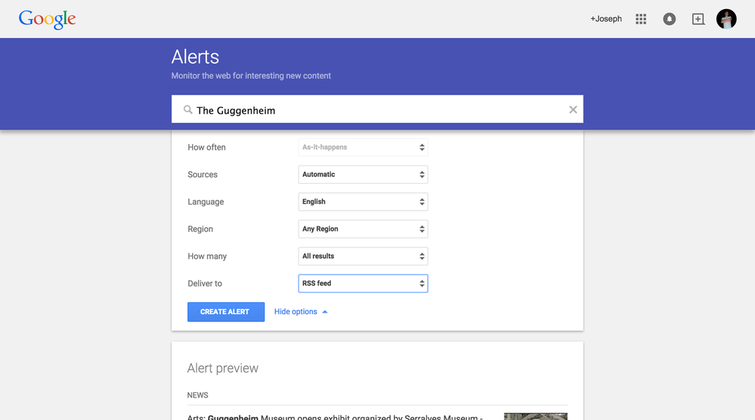 Google
+Joseph
Alerts
Monitor the web for interesting new content
The Guggenheim
How often
As-it-happens
Sources
Automatic
Language
English
Region
Any Region
How many
All results
Deliver to
RSS feed
CREATE ALERT
Hide options
Alert preview
NEWS
Arts: Guggenheim Museum opens exhibit organized by Serralves Museum -